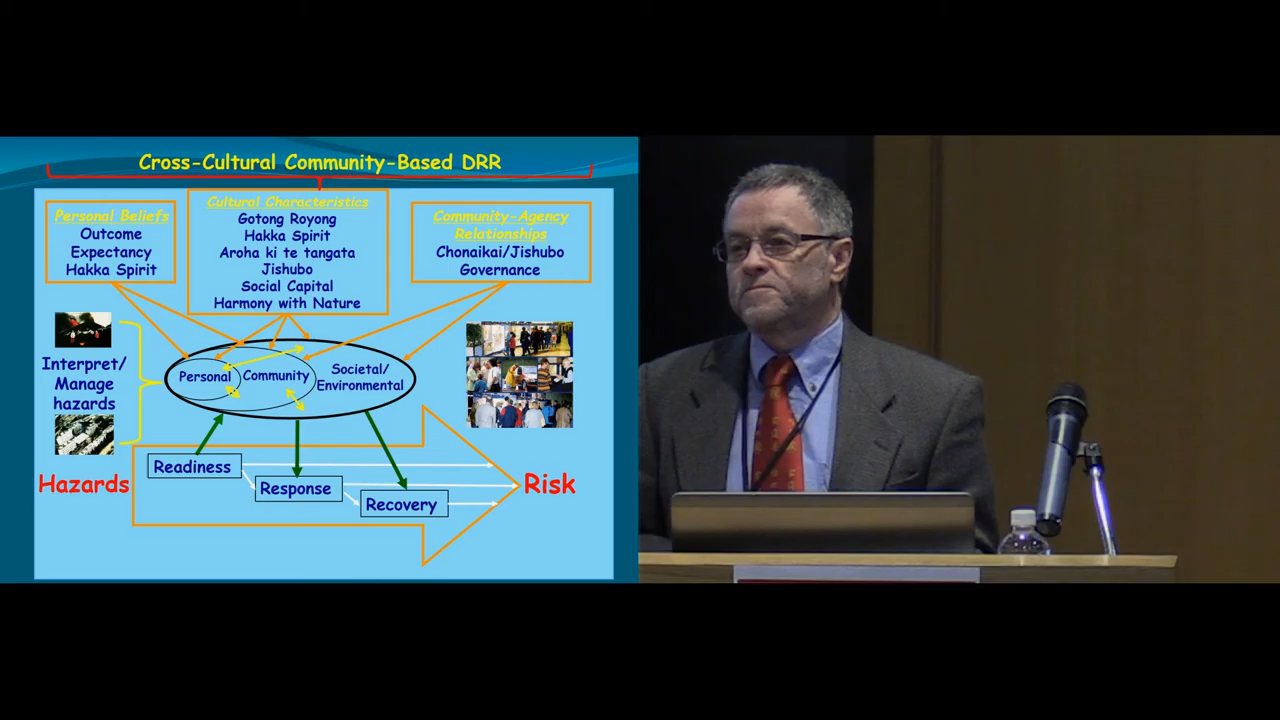 Cross-Cultural Community-Based DRR
Personal Beliefs
Outcome
Expectancy
Hakka Spirit
Cultural Characteristics
Gotong Royong
Hakka Spirit
Aroha ki te tangata
Jishubo
Social Capital
Harmony with Nature
Community-Agency
Relationships
Chonaikai/Jishubo
Governance
Interpret/
Manage
hazards
Personal
Community
Societal/
Environmental
Readiness
Response
Recovery
Hazards
Risk